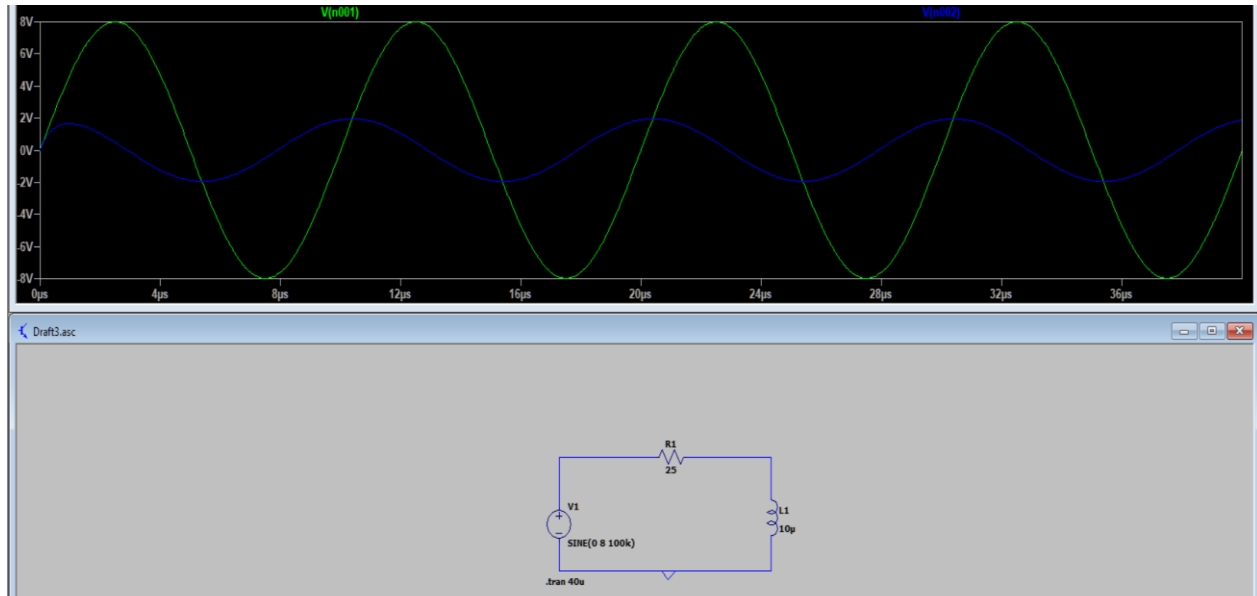 V(n001) V(n002)
8V
6V
4V
2V
0V
-2V
-4V
-6V
-8V
0µs 4µs 8µs 12µs 16µs 20µs 24µs 28µs 32µs 36µs
Draft3.asc
R1
25
V1
SINE(0 8 100k)
L1
10µ
.tran 40u